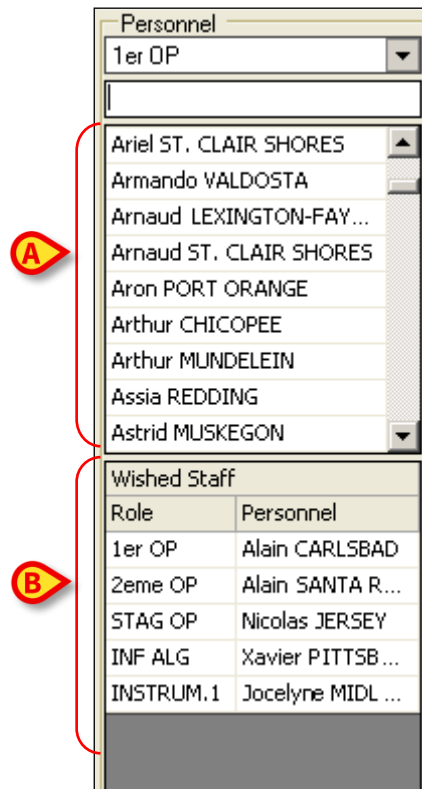 Personnel
1er OP
Ariel ST. CLAIR SHORES
Armando VALDOSTA
Arnaud LEXINGTON-FAY...
A
Arnaud ST. CLAIR SHORES
Aron PORT ORANGE
Arthur CHICOPEE
Arthur MUNDELEIN
Assia REDDING
Astrid MUSKEGON
Wished Staff
Role Personnel
1er OP Alain CARLSBAD
B
2eme OP Alain SANTA R...
STAG OP Nicolas JERSEY
INF ALG Xavier PITTSB...
INSTRUM.1 Jocelyne MIDL ...